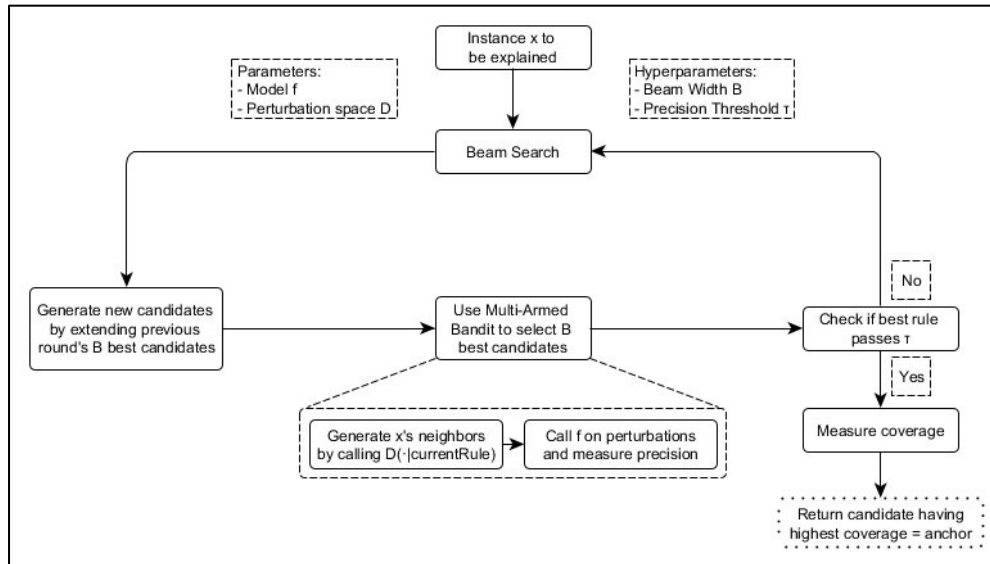 Instance x to
be explained
Parameters:
- Model f
- Perturbation space D
Hyperparameters:
- Beam Width B
- Precision Threshold τ
Beam Search
Generate new candidates
by extending previous
round's B best candidates
Use Multi-Armed
Bandit to select B
best candidates
No
Check if best rule
passes τ
Yes
Generate x's neighbors
by calling D(·|currentRule)
Call f on perturbations
and measure precision
Measure coverage
Return candidate having
highest coverage = anchor